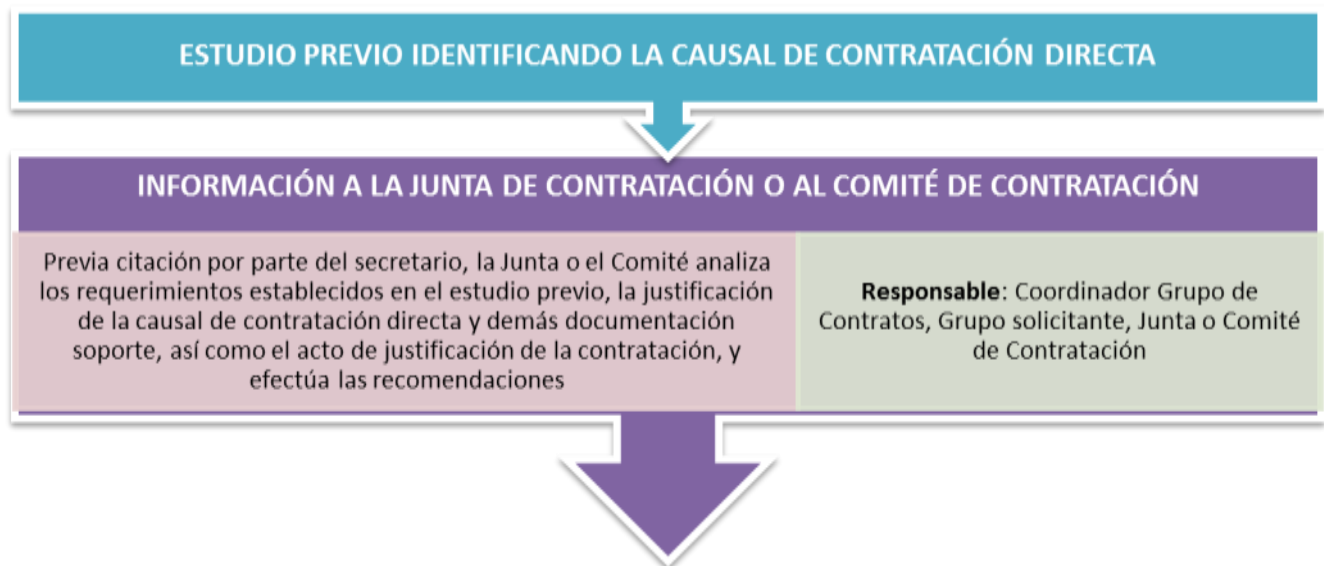 ESTUDIO PREVIO IDENTIFICANDO LA CAUSAL DE CONTRATACIÓN DIRECTA
INFORMACIÓN A LA JUNTA DE CONTRATACIÓN O AL COMITÉ DE CONTRATACIÓN
Previa citación por parte del secretario, la Junta o el Comité analiza
los requerimientos establecidos en el estudio previo, la justificación
de la causal de contratación directa y demás documentación
soporte, así como el acto de justificación de la contratación, y
efectúa las recomendaciones
Responsable: Coordinador Grupo de
Contratos, Grupo solicitante, Junta o Comité
de Contratación